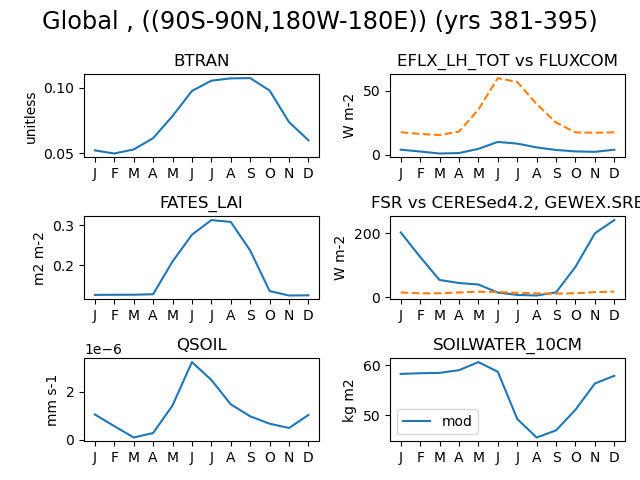 Global , ((90S-90N,180W-180E)) (yrs 381-395)
BTRAN
unitless
0.10
0.05
J F M A M J J A S O N D
EFLX_LH_TOT vs FLUXCOM
W m-2
50
0
J F M A M J J A S O N D
FATES_LAI
m2 m-2
0.3
0.2
J F M A M J J A S O N D
FSR vs CERESed4.2, GEWEX.SRB
W m-2
200
0
J F M A M J J A S O N D
QSOIL
1e−6
mm s-1
2
0
J F M A M J J A S O N D
SOILWATER_10CM
kg m2
60
50
mod
J F M A M J J A S O N D